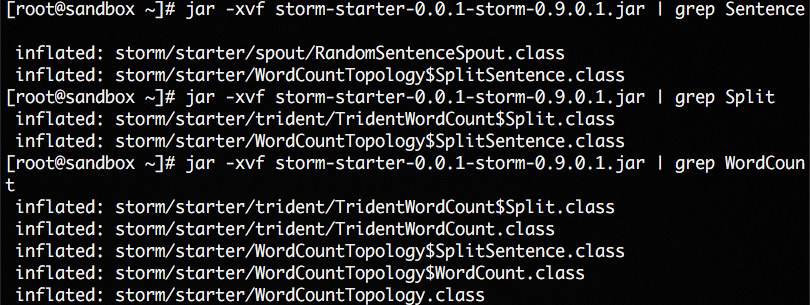 [root@sandbox ~]# jar -xvf storm-starter-0.0.1-storm-0.9.0.1.jar | grep Sentence
inflated: storm/starter/spout/RandomSentenceSpout.class
inflated: storm/starter/WordCountTopology$SplitSentence.class
[root@sandbox ~]# jar -xvf storm-starter-0.0.1-storm-0.9.0.1.jar | grep Split
inflated: storm/starter/trident/TridentWordCount$Split.class
inflated: storm/starter/WordCountTopology$SplitSentence.class
[root@sandbox ~]# jar -xvf storm-starter-0.0.1-storm-0.9.0.1.jar | grep WordCoun
t
inflated: storm/starter/trident/TridentWordCount$Split.class
inflated: storm/starter/trident/TridentWordCount.class
inflated: storm/starter/WordCountTopology$SplitSentence.class
inflated: storm/starter/WordCountTopology$WordCount.class
inflated: storm/starter/WordCountTopology.class